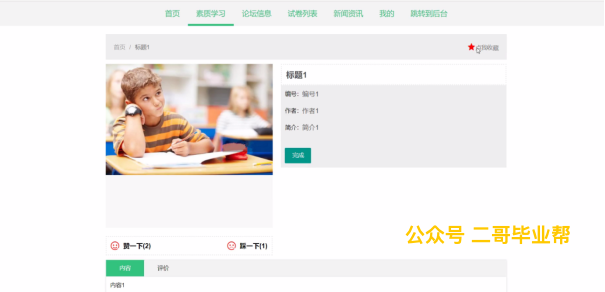 首页 素质学习 论坛信息 试卷列表 新闻资讯 我的 跳转到后台
首页 / 标题1
收藏
标题1
编号：编号1
作者：作者1
简介：简介1
完成
公众号 二哥毕业帮
赞一下(2) 踩一下(1)
内容 评价
内容1